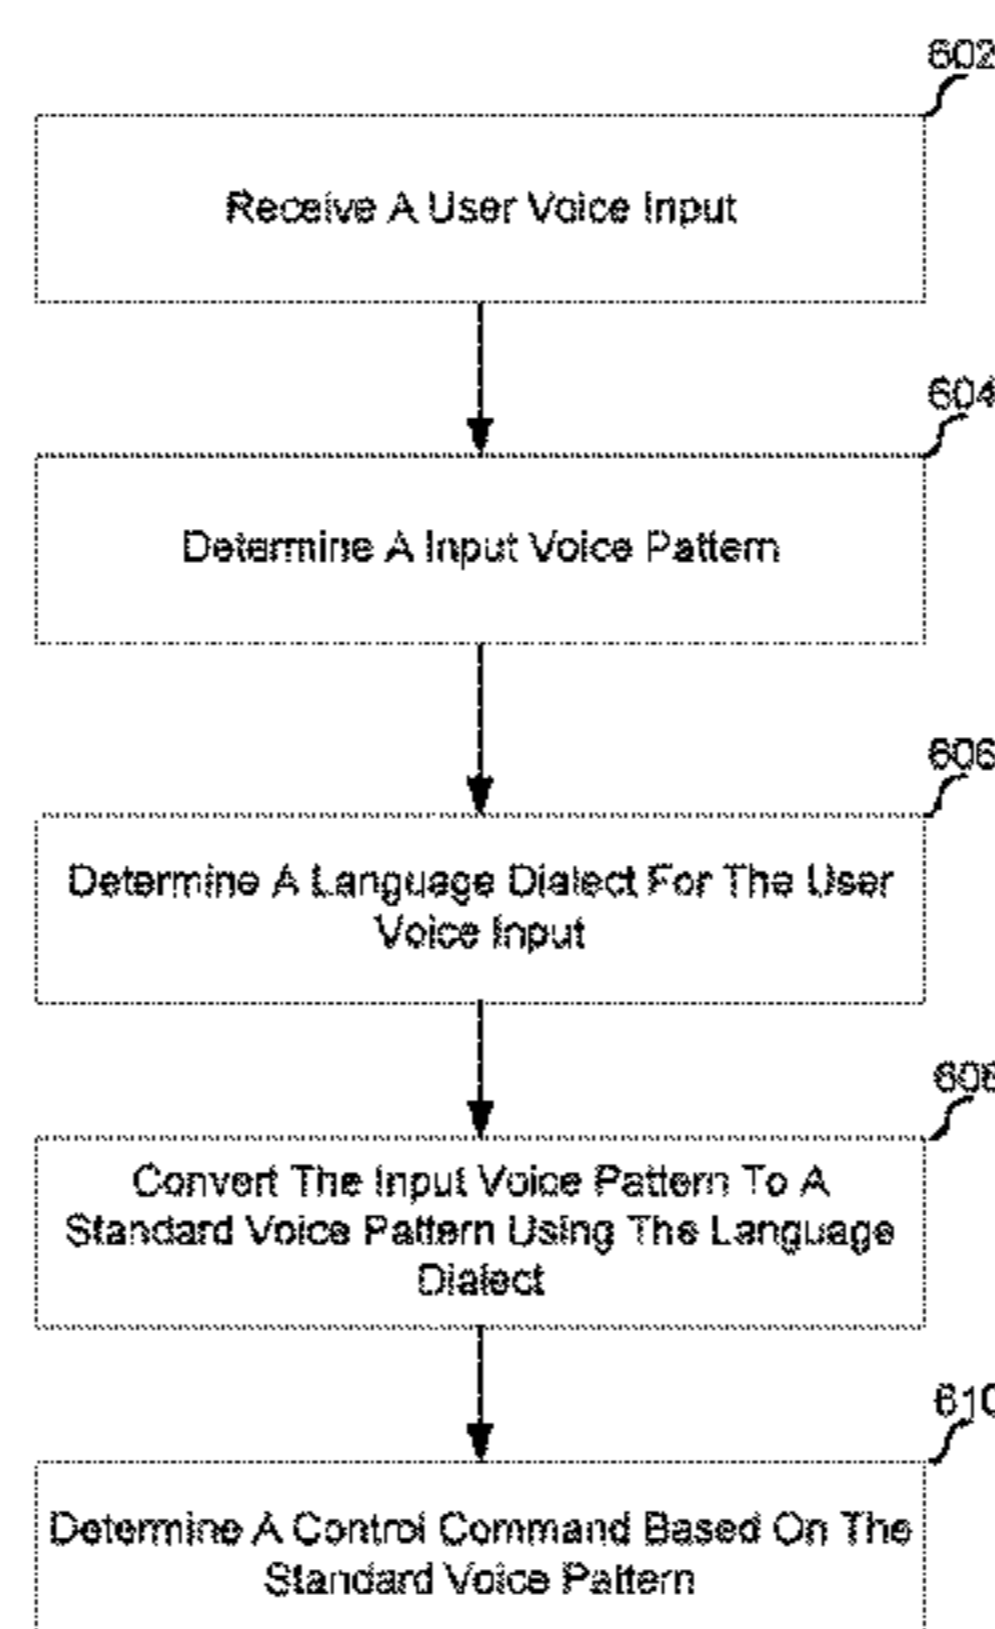 602
Receive A User Voice Input
604
Determine A Input Voice Pattern
606
Determine A Language Dialect For The User
Voice Input
608
Convert The Input Voice Pattern To A
Standard Voice Pattern Using The Language
Dialect
610
Determine A Control Command Based On The
Standard Voice Pattern